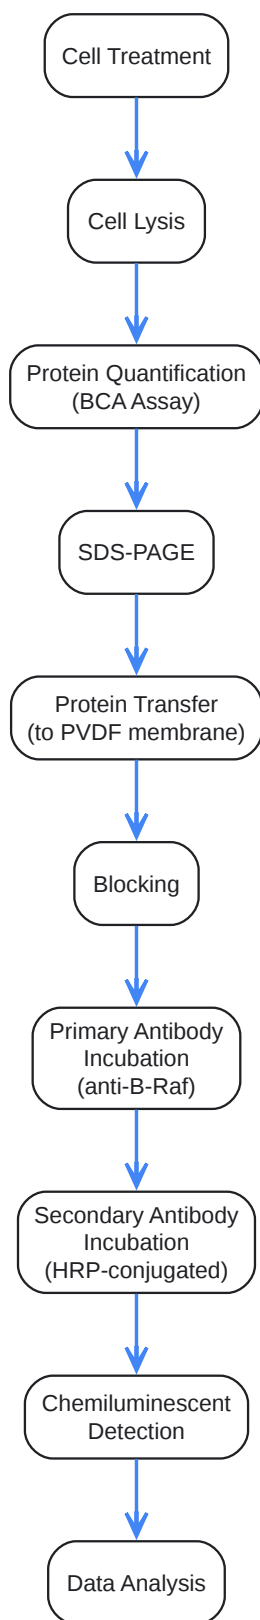 Cell Treatment
Cell Lysis
Protein Quantification
(BCA Assay)
SDS-PAGE
Protein Transfer
(to PVDF membrane)
Blocking
Primary Antibody
Incubation
(anti-B-Raf)
Secondary Antibody
Incubation
(HRP-conjugated)
Chemiluminescent
Detection
Data Analysis